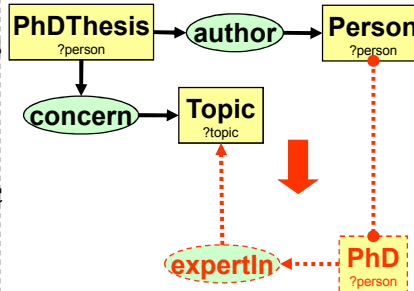 PhDThesis
?person
author
Person
?person
concern
Topic
?topic
expertIn
PhD
?person